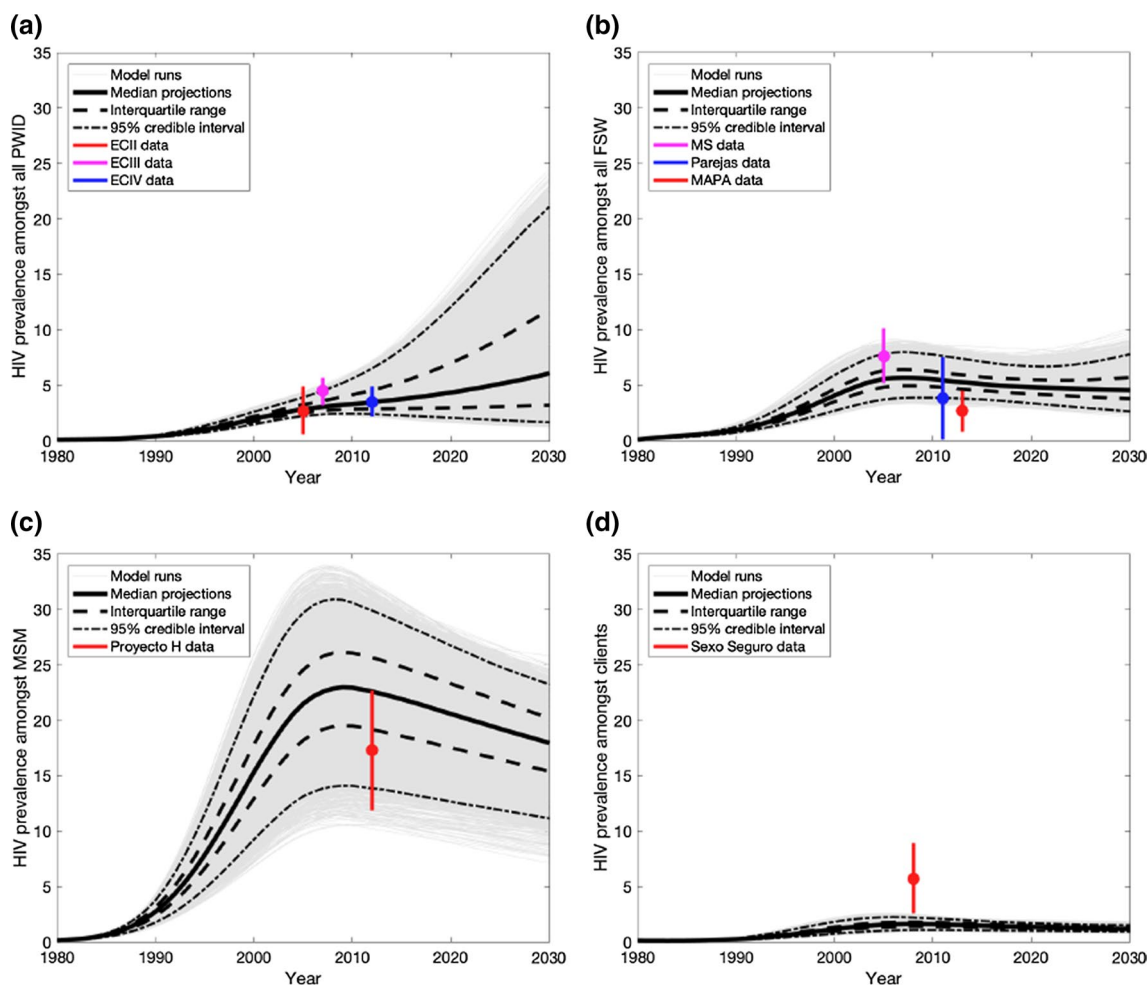 (a)
HIV prevalence amongst all PWID
35
30
25
20
15
10
5
0
Model runs
Median projections
Interquartile range
95% credible interval
ECII data
ECIII data
ECIV data
1980
1990
2000
2010
2020
2030
Year
(b)
HIV prevalence amongst all FSW
35
30
25
20
15
10
5
0
Model runs
Median projections
Interquartile range
95% credible interval
MS data
Parejas data
MAPA data
1980
1990
2000
2010
2020
2030
Year
(c)
HIV prevalence amongst MSM
35
30
25
20
15
10
5
0
Model runs
Median projections
Interquartile range
95% credible interval
Proyecto H data
1980
1990
2000
2010
2020
2030
Year
(d)
HIV prevalence amongst clients
35
30
25
20
15
10
5
0
Model runs
Median projections
Interquartile range
95% credible interval
Sexo Seguro data
1980
1990
2000
2010
2020
2030
Year